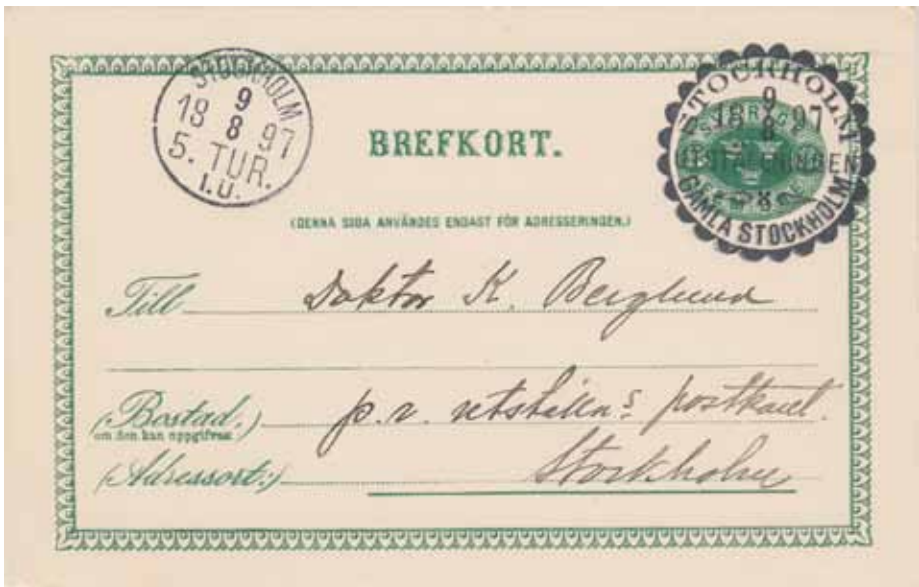 STOCKHOLM
9
18 97
8
5. TUR.
I.U.
STOCKHOLM
9
18 97
8
UTSTÄLLNINGEN
GAMLA STOCKHOLM
SVERIGE
BREFKORT.
(DENNA SIDA ANVÄNDES ENDAST FÖR ADRESSERINGEN.)
Till Doktor K. Berglund
(Bostad,) p. r. utställn:s postkont.
om den kan uppgifvas
(Adressort:) Stockholm